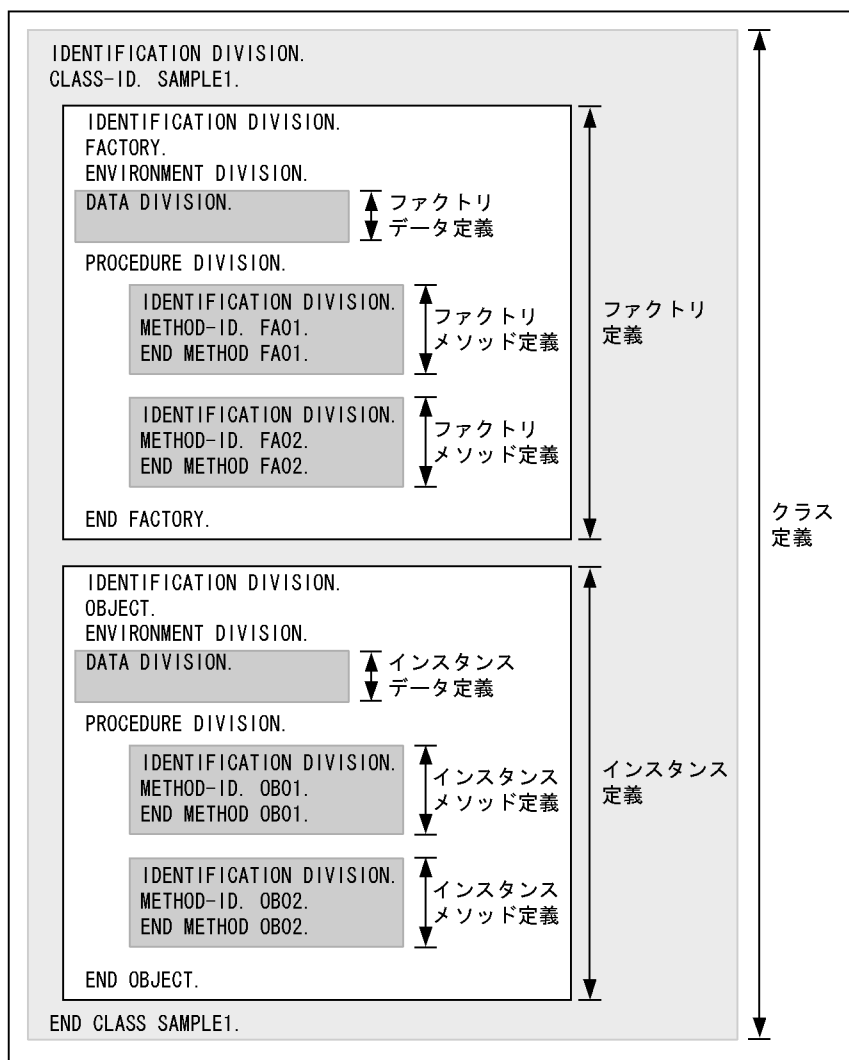 IDENTIFICATION DIVISION.
CLASS-ID. SAMPLE1.
IDENTIFICATION DIVISION.
FACTORY.
ENVIRONMENT DIVISION.
DATA DIVISION.
ファクトリ
データ定義
PROCEDURE DIVISION.
IDENTIFICATION DIVISION.
METHOD-ID. FA01.
END METHOD FA01.
ファクトリ
メソッド定義
IDENTIFICATION DIVISION.
METHOD-ID. FA02.
END METHOD FA02.
ファクトリ
メソッド定義
END FACTORY.
ファクトリ
定義
IDENTIFICATION DIVISION.
OBJECT.
ENVIRONMENT DIVISION.
DATA DIVISION.
インスタンス
データ定義
PROCEDURE DIVISION.
IDENTIFICATION DIVISION.
METHOD-ID. OB01.
END METHOD OB01.
インスタンス
メソッド定義
IDENTIFICATION DIVISION.
METHOD-ID. OB02.
END METHOD OB02.
インスタンス
メソッド定義
END OBJECT.
インスタンス
定義
END CLASS SAMPLE1.
クラス
定義